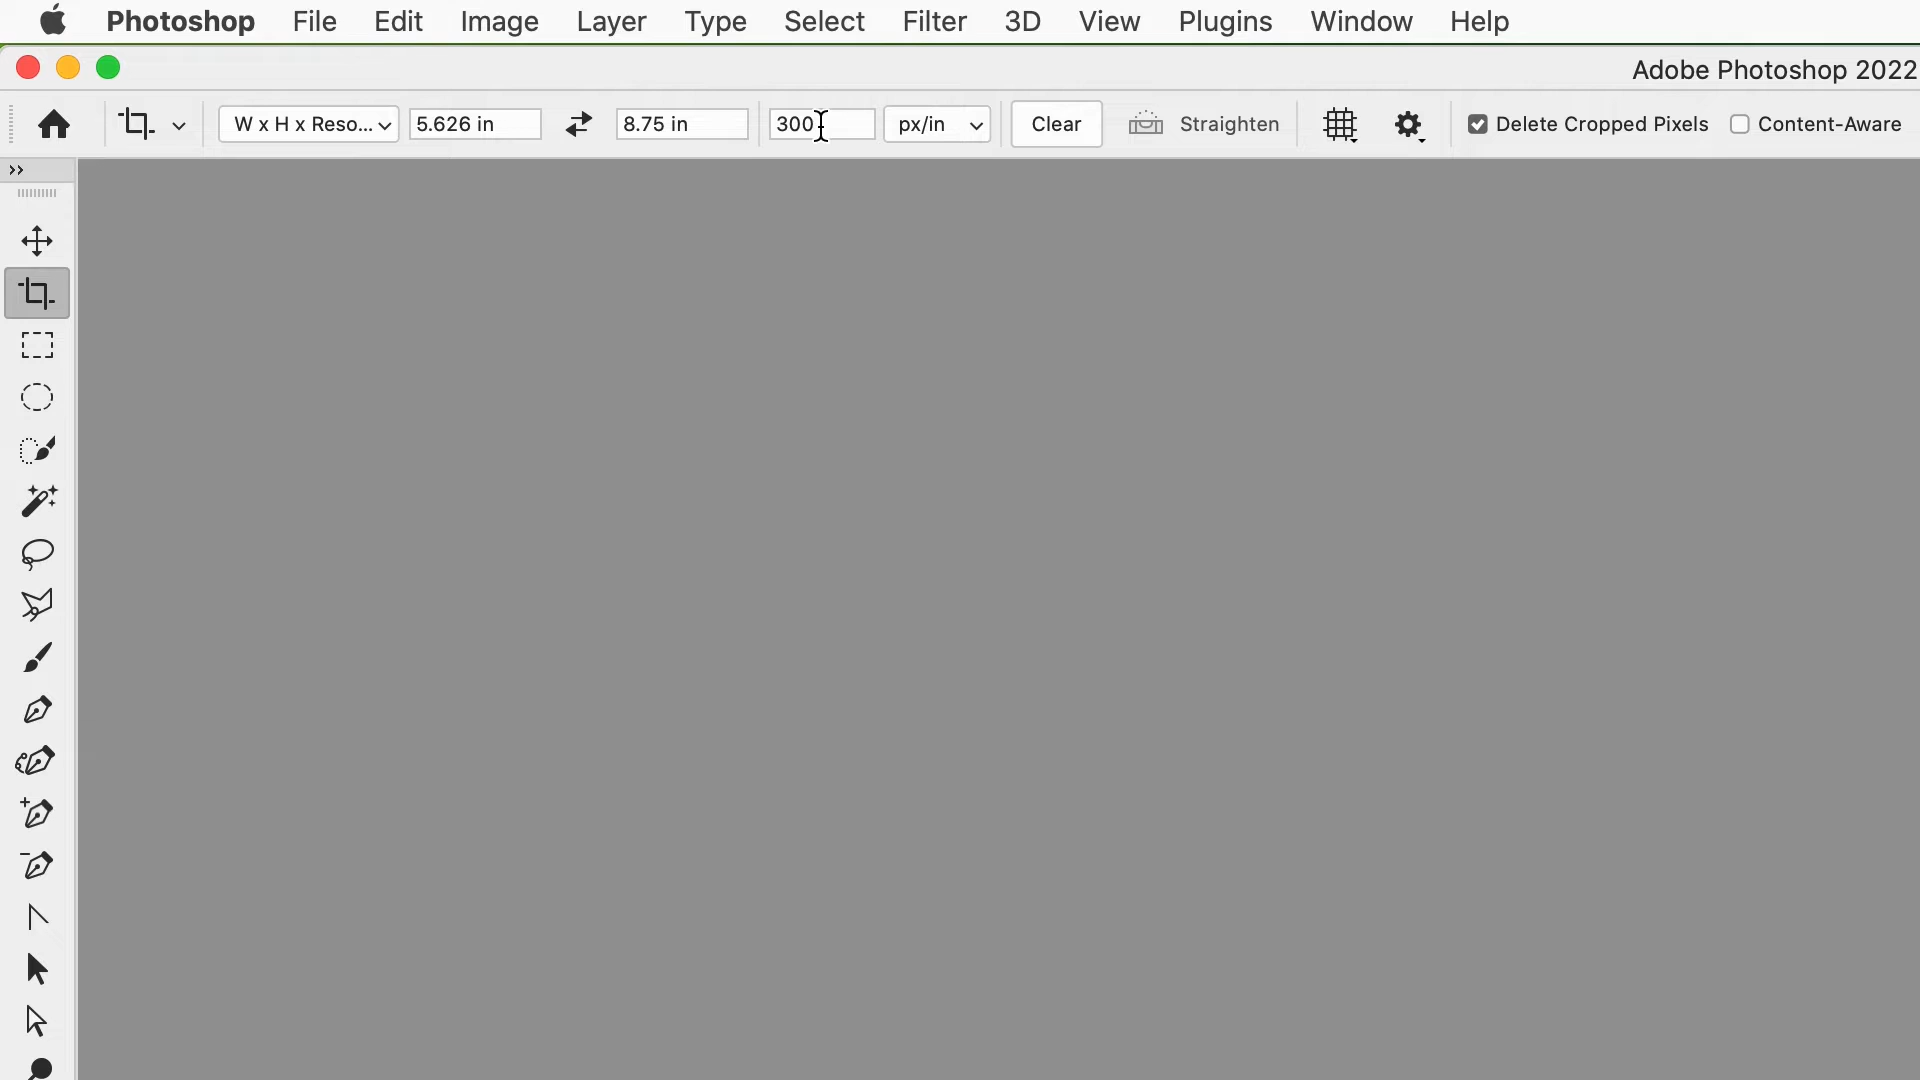 Photoshop File Edit Image Layer Type Select Filter 3D View Plugins Window Help
Adobe Photoshop 2022
W x H x Reso... 5.626 in 8.75 in 300 px/in Clear Straighten Delete Cropped Pixels Content-Aware